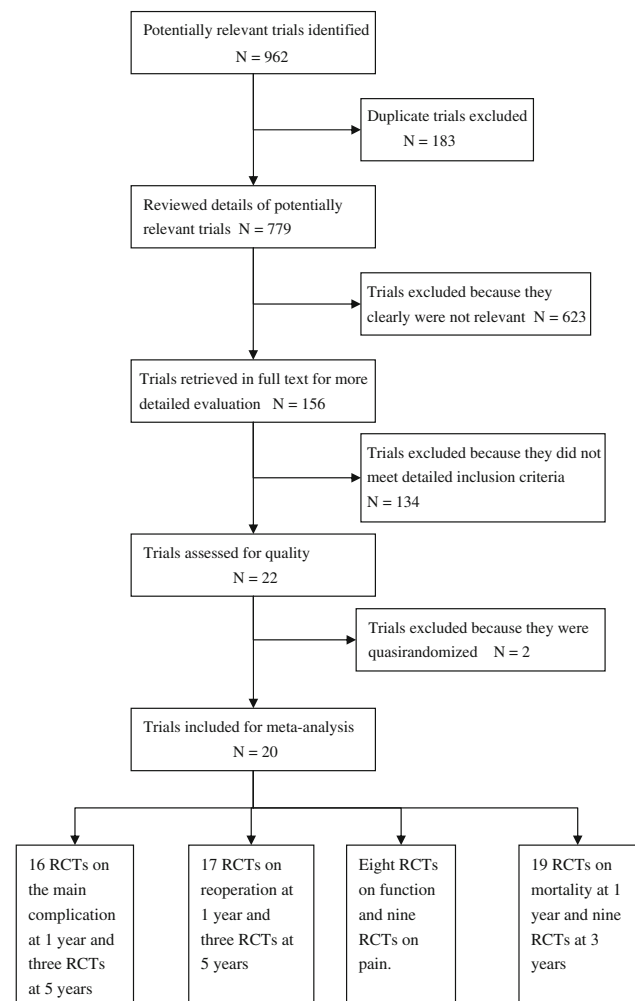 Potentially relevant trials identified
N = 962
Duplicate trials excluded
N = 183
Reviewed details of potentially
relevant trials N = 779
Trials excluded because they
clearly were not relevant N = 623
Trials retrieved in full text for more
detailed evaluation N = 156
Trials excluded because they did not
meet detailed inclusion criteria
N = 134
Trials assessed for quality
N = 22
Trials excluded because they were
quasirandomized N = 2
Trials included for meta-analysis
N = 20
16 RCTs on
the main
complication
at 1 year and
three RCTs
at 5 years
17 RCTs on
reoperation at
1 year and
three RCTs at
5 years
Eight RCTs
on function
and nine
RCTs on
pain.
19 RCTs on
mortality at 1
year and nine
RCTs at 3
years